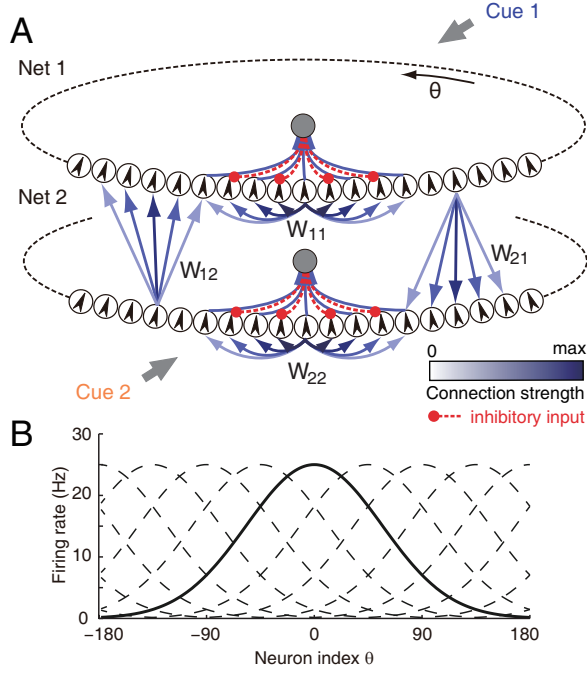 A
Cue 1
Net 1
θ
Net 2
W11
W12
W21
W22
Cue 2
0 max
Connection strength
inhibitory input
B
Firing rate (Hz)
30
20
10
0
-180 -90 0 90 180
Neuron index θ